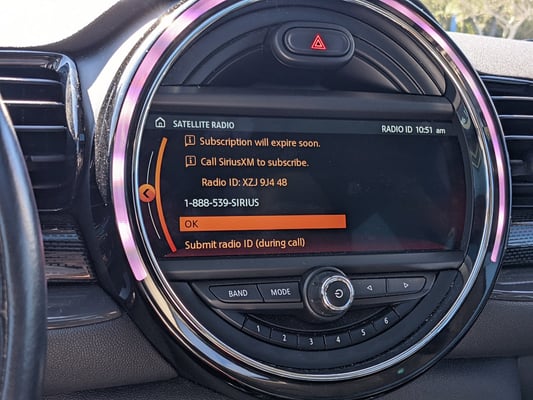 SATELLITE RADIO RADIO ID 10:51 am
Subscription will expire soon.
Call SiriusXM to subscribe.
Radio ID: XZJ 9J4 48
1-888-539-SIRIUS
OK
Submit radio ID (during call)
BAND MODE
1 2 3 4 5 6